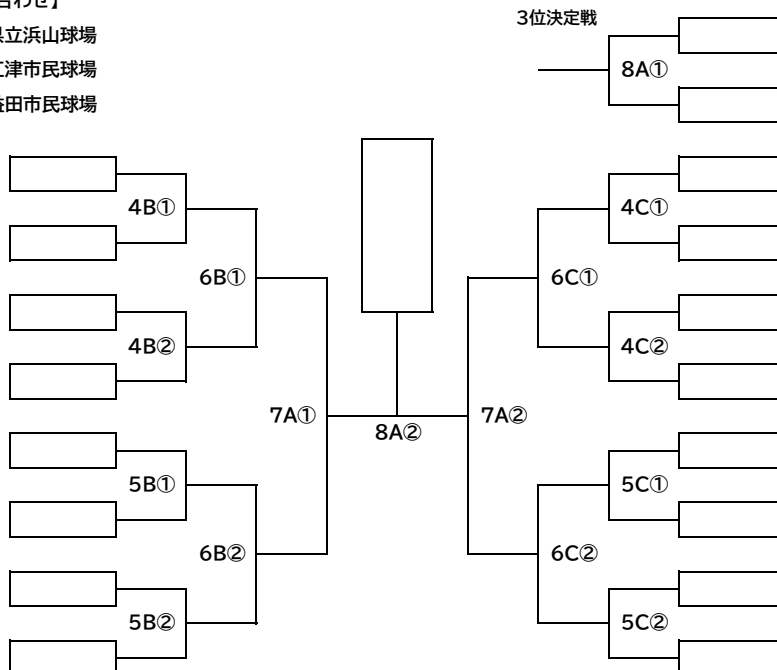 合わせ】
県立浜山球場
江津市民球場
益田市民球場
3位決定戦
8A①
4B①
6B①
4B②
7A①
5B①
6B②
5B②
8A②
4C①
6C①
4C②
7A②
5C①
6C②
5C②